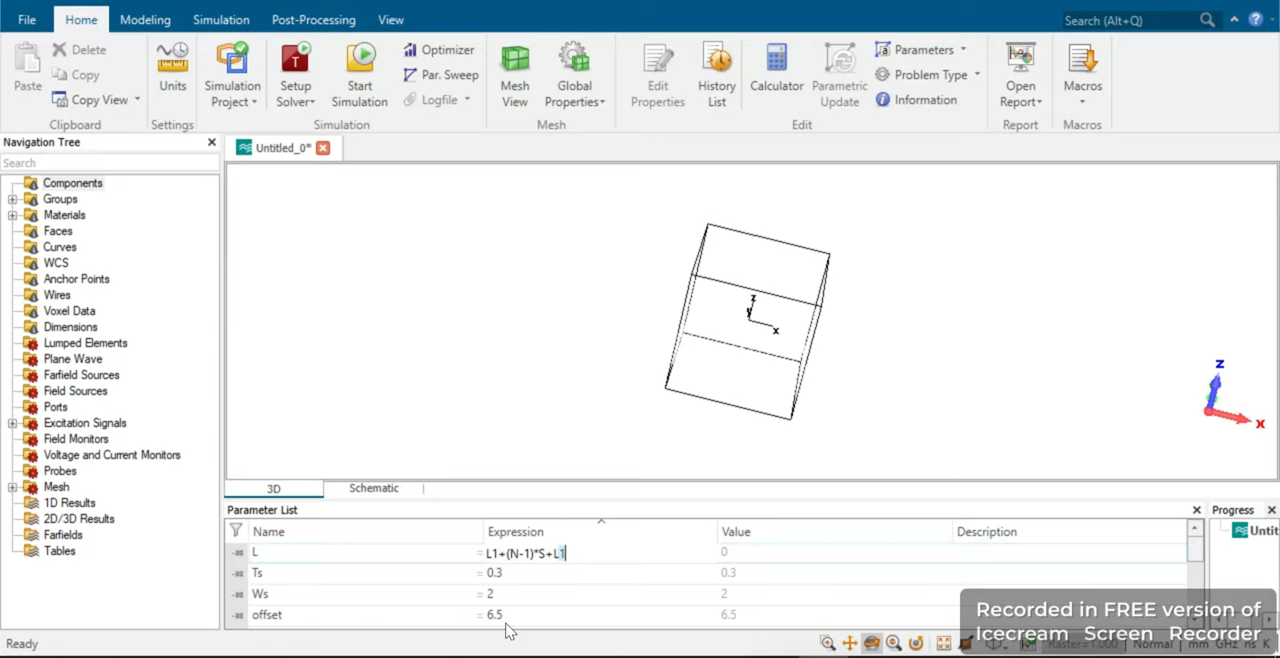 File Home Modeling Simulation Post-Processing View Search (Alt+Q)
Paste Delete Copy Copy View Clipboard
Units Settings
Simulation Project Setup Solver Start Simulation Optimizer Par. Sweep Logfile Simulation
Mesh View Global Properties Mesh
Edit Properties History List Calculator Parametric Update Parameters Problem Type Information Edit
Open Report Report
Macros Macros
Navigation Tree
Untitled_0*
Search
Components
Groups
Materials
Faces
Curves
WCS
Anchor Points
Wires
Voxel Data
Dimensions
Lumped Elements
Plane Wave
Farfield Sources
Field Sources
Ports
Excitation Signals
Field Monitors
Voltage and Current Monitors
Probes
Mesh
1D Results
2D/3D Results
Farfields
Tables
z
x
z
x
3D Schematic
Parameter List Progress
Name Expression Value Description Untit
L = L1+(N-1)*S+L1 0
Ts = 0.3 0.3
Ws = 2 2
offset = 6.5 6.5
Recorded in FREE version of
Icecream Screen Recorder
Ready Raster=1.000 Normal mm GHz ns K